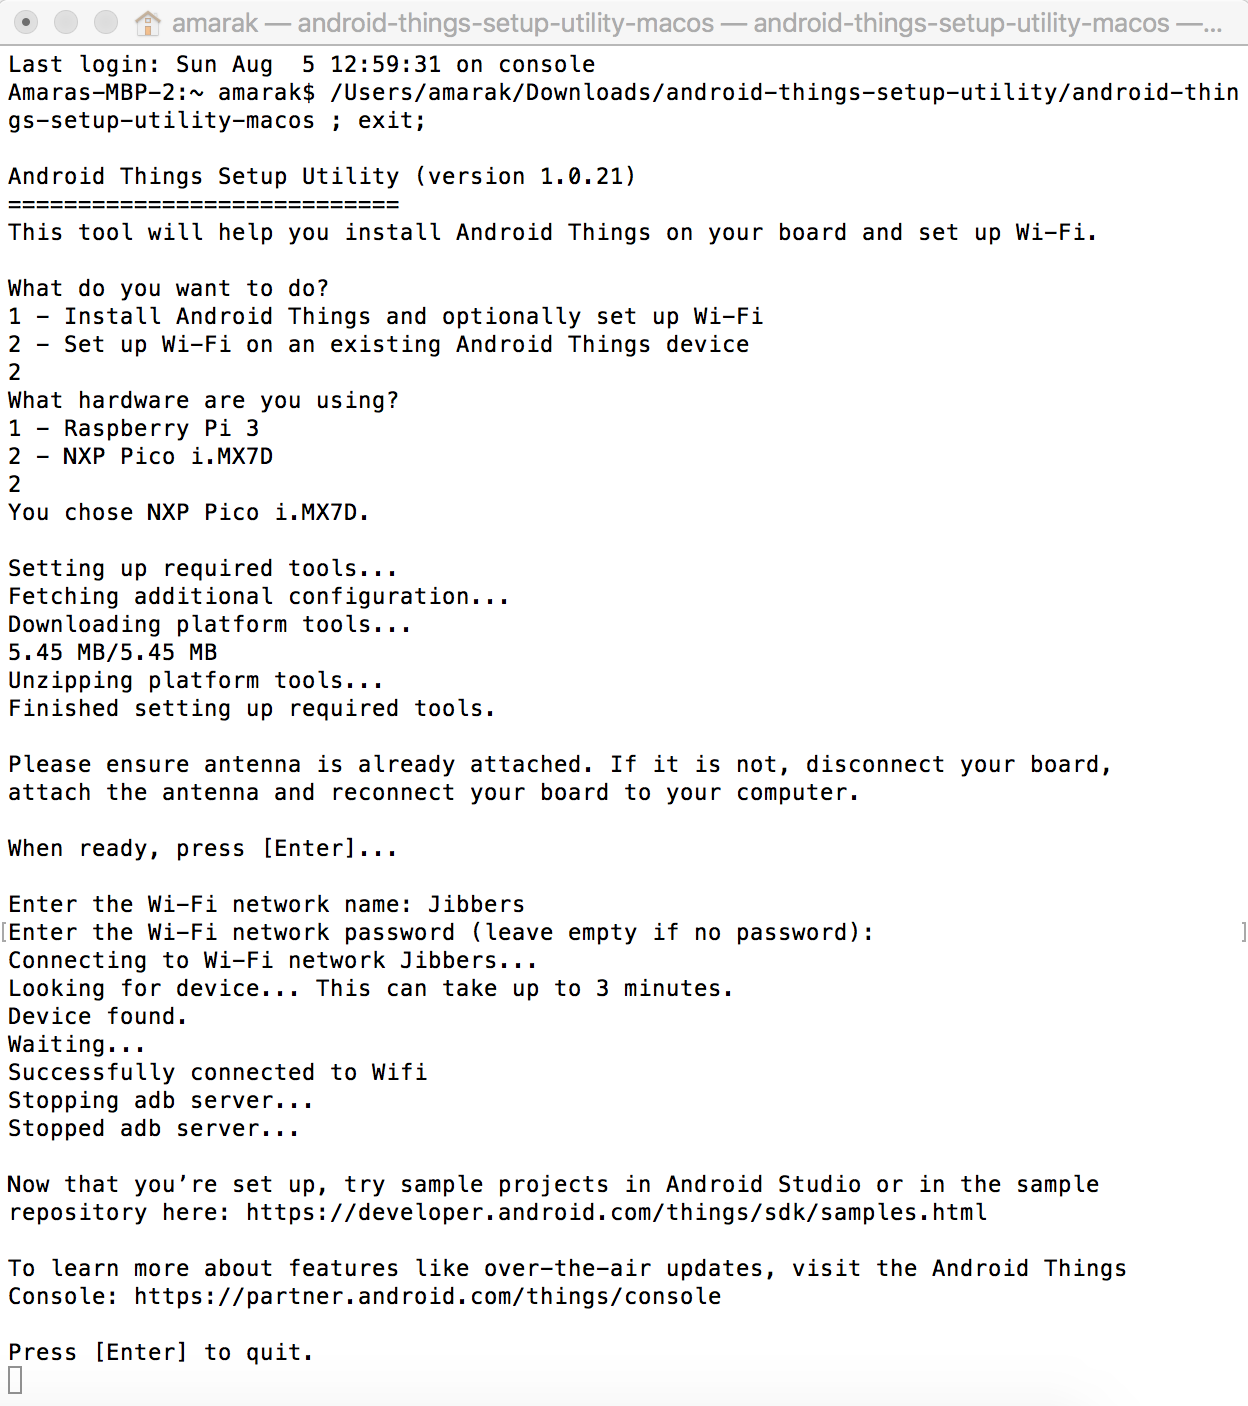 amarak — android-things-setup-utility-macos — android-things-setup-utility-macos —...
Last login: Sun Aug  5 12:59:31 on console
Amaras-MBP-2:~ amarak$ /Users/amarak/Downloads/android-things-setup-utility/android-thin
gs-setup-utility-macos ; exit;
Android Things Setup Utility (version 1.0.21)
============================
This tool will help you install Android Things on your board and set up Wi-Fi.
What do you want to do?
1 - Install Android Things and optionally set up Wi-Fi
2 - Set up Wi-Fi on an existing Android Things device
2
What hardware are you using?
1 - Raspberry Pi 3
2 - NXP Pico i.MX7D
2
You chose NXP Pico i.MX7D.
Setting up required tools...
Fetching additional configuration...
Downloading platform tools...
5.45 MB/5.45 MB
Unzipping platform tools...
Finished setting up required tools.
Please ensure antenna is already attached. If it is not, disconnect your board,
attach the antenna and reconnect your board to your computer.
When ready, press [Enter]...
Enter the Wi-Fi network name: Jibbers
[Enter the Wi-Fi network password (leave empty if no password): ]
Connecting to Wi-Fi network Jibbers...
Looking for device... This can take up to 3 minutes.
Device found.
Waiting...
Successfully connected to Wifi
Stopping adb server...
Stopped adb server...
Now that you’re set up, try sample projects in Android Studio or in the sample
repository here: https://developer.android.com/things/sdk/samples.html
To learn more about features like over-the-air updates, visit the Android Things
Console: https://partner.android.com/things/console
Press [Enter] to quit.